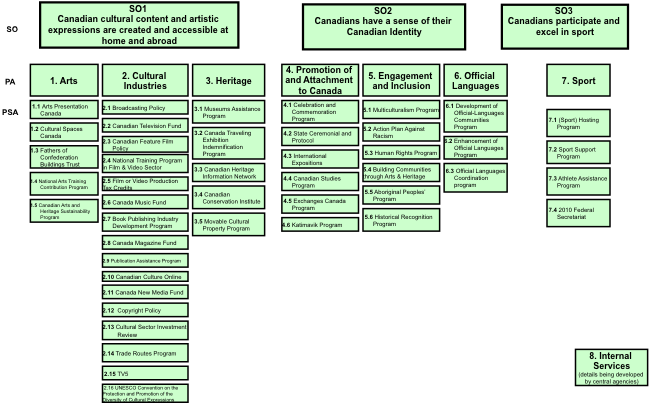 SO
SO1
Canadian cultural content and artistic
expressions are created and accessible at
home and abroad
SO2
Canadians have a sense of their
Canadian Identity
SO3
Canadians participate and
excel in sport
PA
1. Arts
2. Cultural
Industries
3. Heritage
4. Promotion of
and Attachment
to Canada
5. Engagement
and Inclusion
6. Official
Languages
7. Sport
PSA
1.1 Arts Presentation
Canada
1.2 Cultural Spaces
Canada
1.3 Fathers of
Confederation
Buildings Trust
1.4 National Arts Training
Contribution Program
1.5 Canadian Arts and
Heritage Sustainability
Program
2.1 Broadcasting Policy
2.2 Canadian Television Fund
2.3 Canadian Feature Film
Policy
2.4 National Training Program
in Film & Video Sector
2.5 Film or Video Production
Tax Credits
2.6 Canada Music Fund
2.7 Book Publishing Industry
Development Program
2.8 Canada Magazine Fund
2.9 Publication Assistance Program
2.10 Canadian Culture Online
2.11 Canada New Media Fund
2.12 Copyright Policy
2.13 Cultural Sector Investment
Review
2.14 Trade Routes Program
2.15 TV5
2.16 UNESCO Convention on the
Protection and Promotion of the
Diversity of Cultural Expressions
3.1 Museums Assistance
Program
3.2 Canada Traveling
Exhibition
Indemnification
Program
3.3 Canadian Heritage
Information Network
3.4 Canadian
Conservation Institute
3.5 Movable Cultural
Property Program
4.1 Celebration and
Commemoration
Program
4.2 State Ceremonial and
Protocol
4.3 International
Expositions
4.4 Canadian Studies
Program
4.5 Exchanges Canada
Program
4.6 Katimavik Program
5.1 Multiculturalism Program
5.2 Action Plan Against
Racism
5.3 Human Rights Program
5.4 Building Communities
through Arts & Heritage
5.5 Aboriginal Peoples'
Program
5.6 Historical Recognition
Program
6.1 Development of
Official-Languages
Communities
Program
6.2 Enhancement of
Official Languages
Program
6.3 Official Languages
Coordination
program
7.1 (Sport) Hosting
Program
7.2 Sport Support
Program
7.3 Athlete Assistance
Program
7.4 2010 Federal
Secretariat
8. Internal
Services
(details being developed
by central agencies)